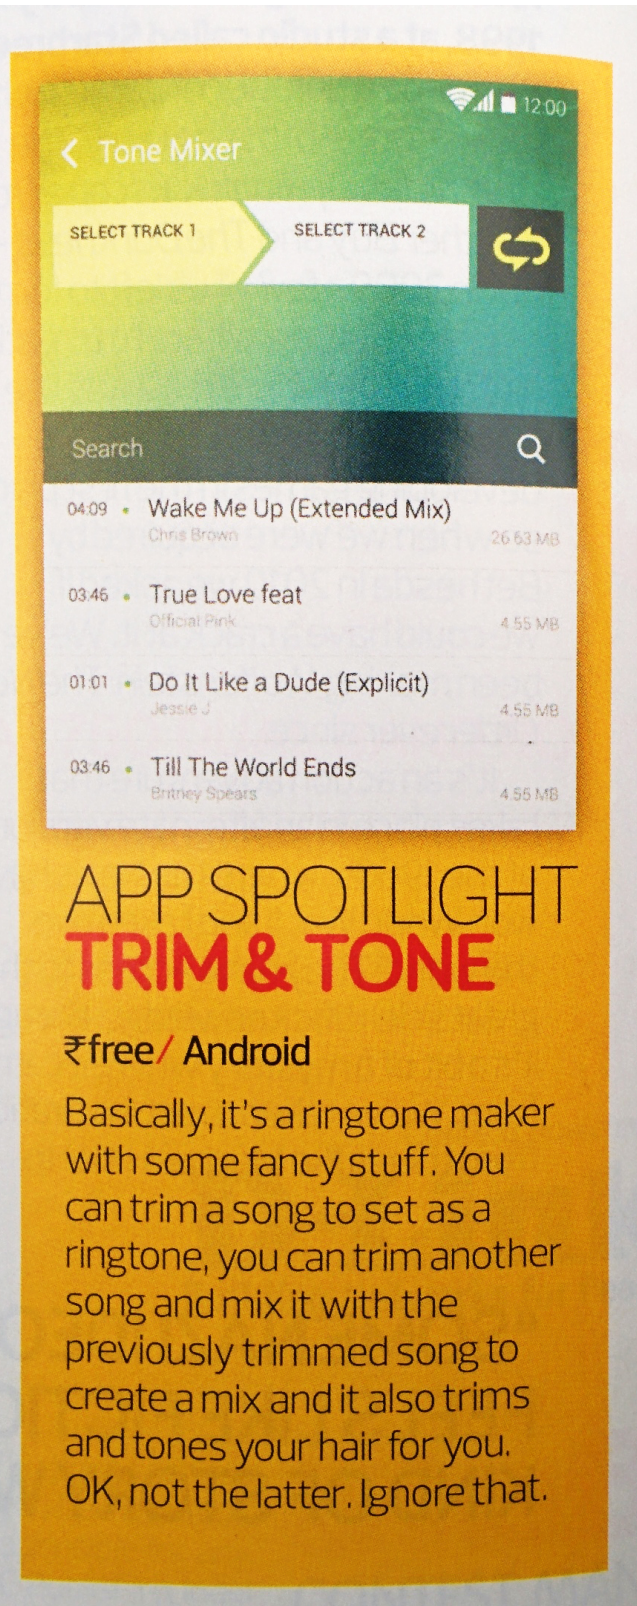 12:00
Tone Mixer
SELECT TRACK 1
SELECT TRACK 2
Search
04:09 • Wake Me Up (Extended Mix)
Chris Brown 26.63 MB
03:46 • True Love feat
Official Pink 4.55 MB
01:01 • Do It Like a Dude (Explicit)
Jessie J 4.55 MB
03:46 • Till The World Ends
Britney Spears 4.55 MB
APP SPOTLIGHT
TRIM & TONE
₹free/ Android
Basically, it's a ringtone maker
with some fancy stuff. You
can trim a song to set as a
ringtone, you can trim another
song and mix it with the
previously trimmed song to
create a mix and it also trims
and tones your hair for you.
OK, not the latter. Ignore that.